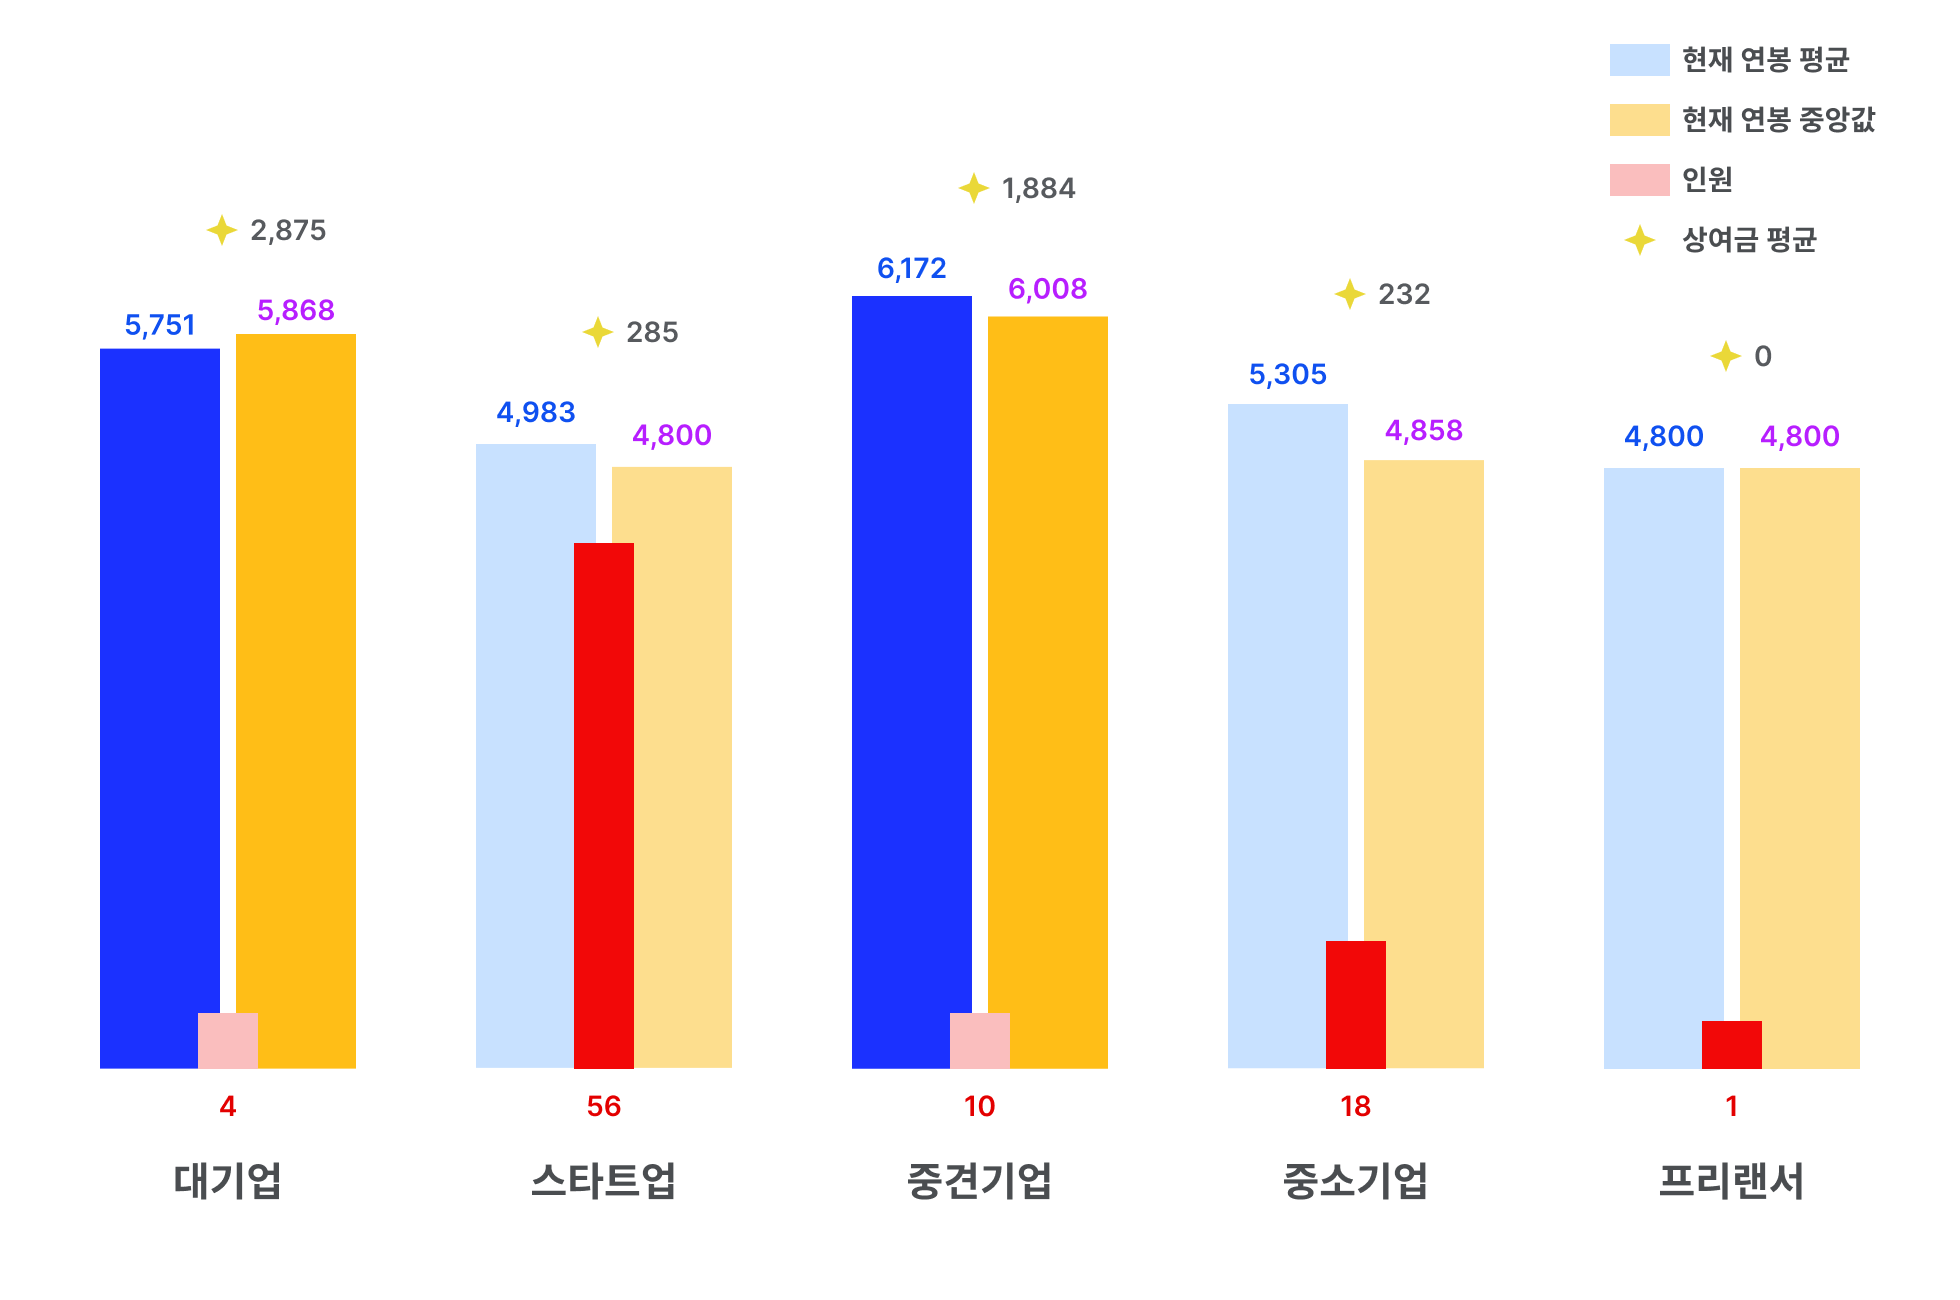 현재 연봉 평균
현재 연봉 중앙값
인원
상여금 평균
2,875
5,751
5,868
4
대기업
285
4,983
4,800
56
스타트업
1,884
6,172
6,008
10
중견기업
232
5,305
4,858
18
중소기업
0
4,800
4,800
1
프리랜서